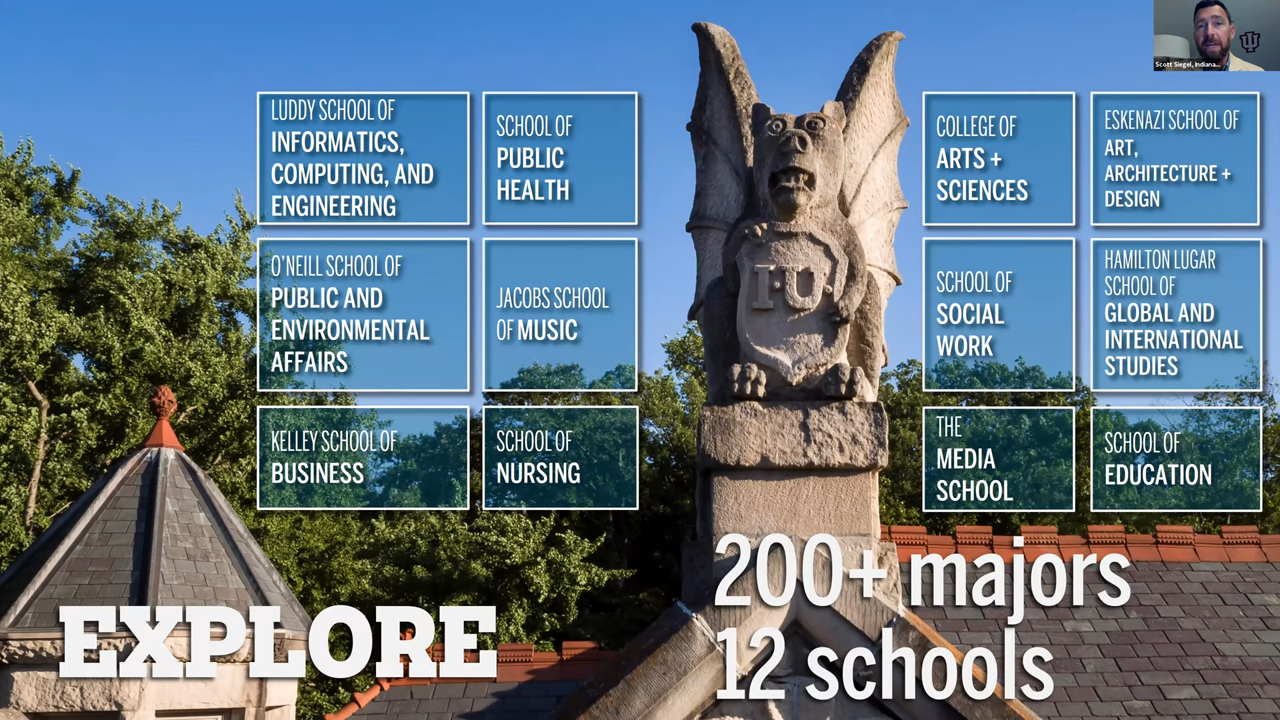 Scott Siegel, Indiana...
LUDDY SCHOOL OF
INFORMATICS,
COMPUTING, AND
ENGINEERING
SCHOOL OF
PUBLIC
HEALTH
COLLEGE OF
ARTS +
SCIENCES
ESKENAZI SCHOOL OF
ART,
ARCHITECTURE +
DESIGN
O'NEILL SCHOOL OF
PUBLIC AND
ENVIRONMENTAL
AFFAIRS
JACOBS SCHOOL
OF MUSIC
I·U
SCHOOL OF
SOCIAL
WORK
HAMILTON LUGAR
SCHOOL OF
GLOBAL AND
INTERNATIONAL
STUDIES
KELLEY SCHOOL OF
BUSINESS
SCHOOL OF
NURSING
THE
MEDIA
SCHOOL
SCHOOL OF
EDUCATION
EXPLORE
200+ majors
12 schools